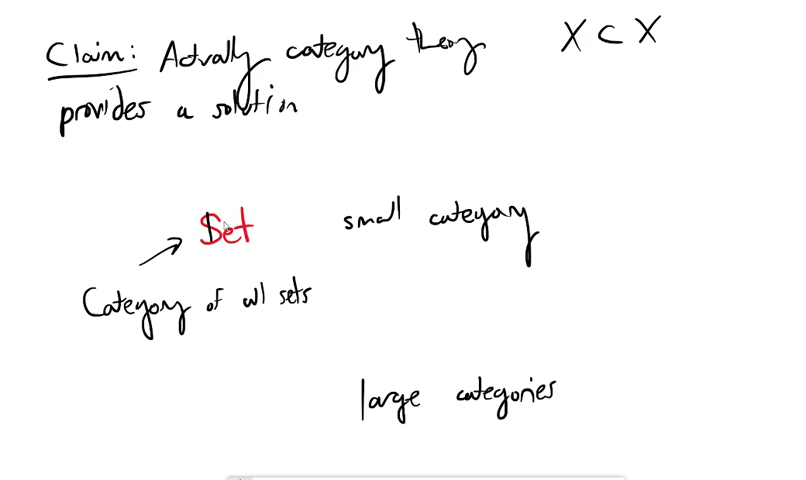 Claim: Actually category theory X ⊂ X
provides a solution
Set small category
Category of all sets
large categories